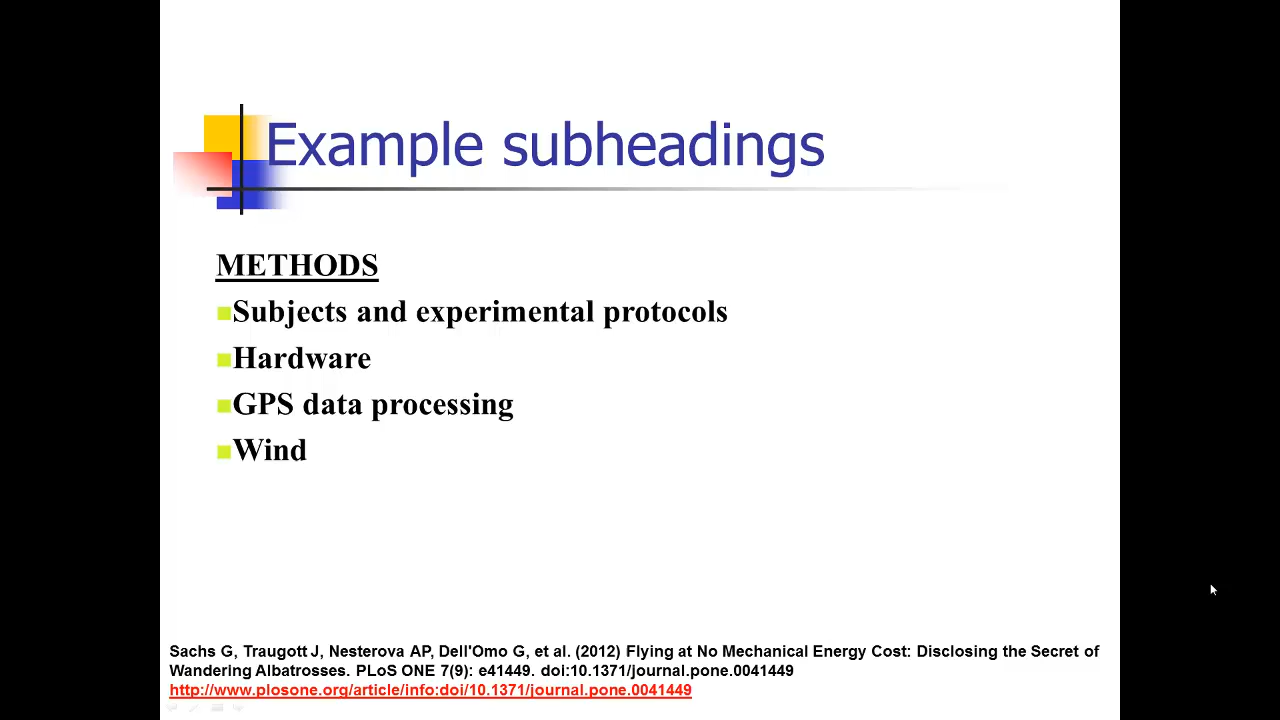 Example subheadings
METHODS
Subjects and experimental protocols
Hardware
GPS data processing
Wind
Sachs G, Traugott J, Nesterova AP, Dell'Omo G, et al. (2012) Flying at No Mechanical Energy Cost: Disclosing the Secret of
Wandering Albatrosses. PLoS ONE 7(9): e41449. doi:10.1371/journal.pone.0041449
http://www.plosone.org/article/info:doi/10.1371/journal.pone.0041449